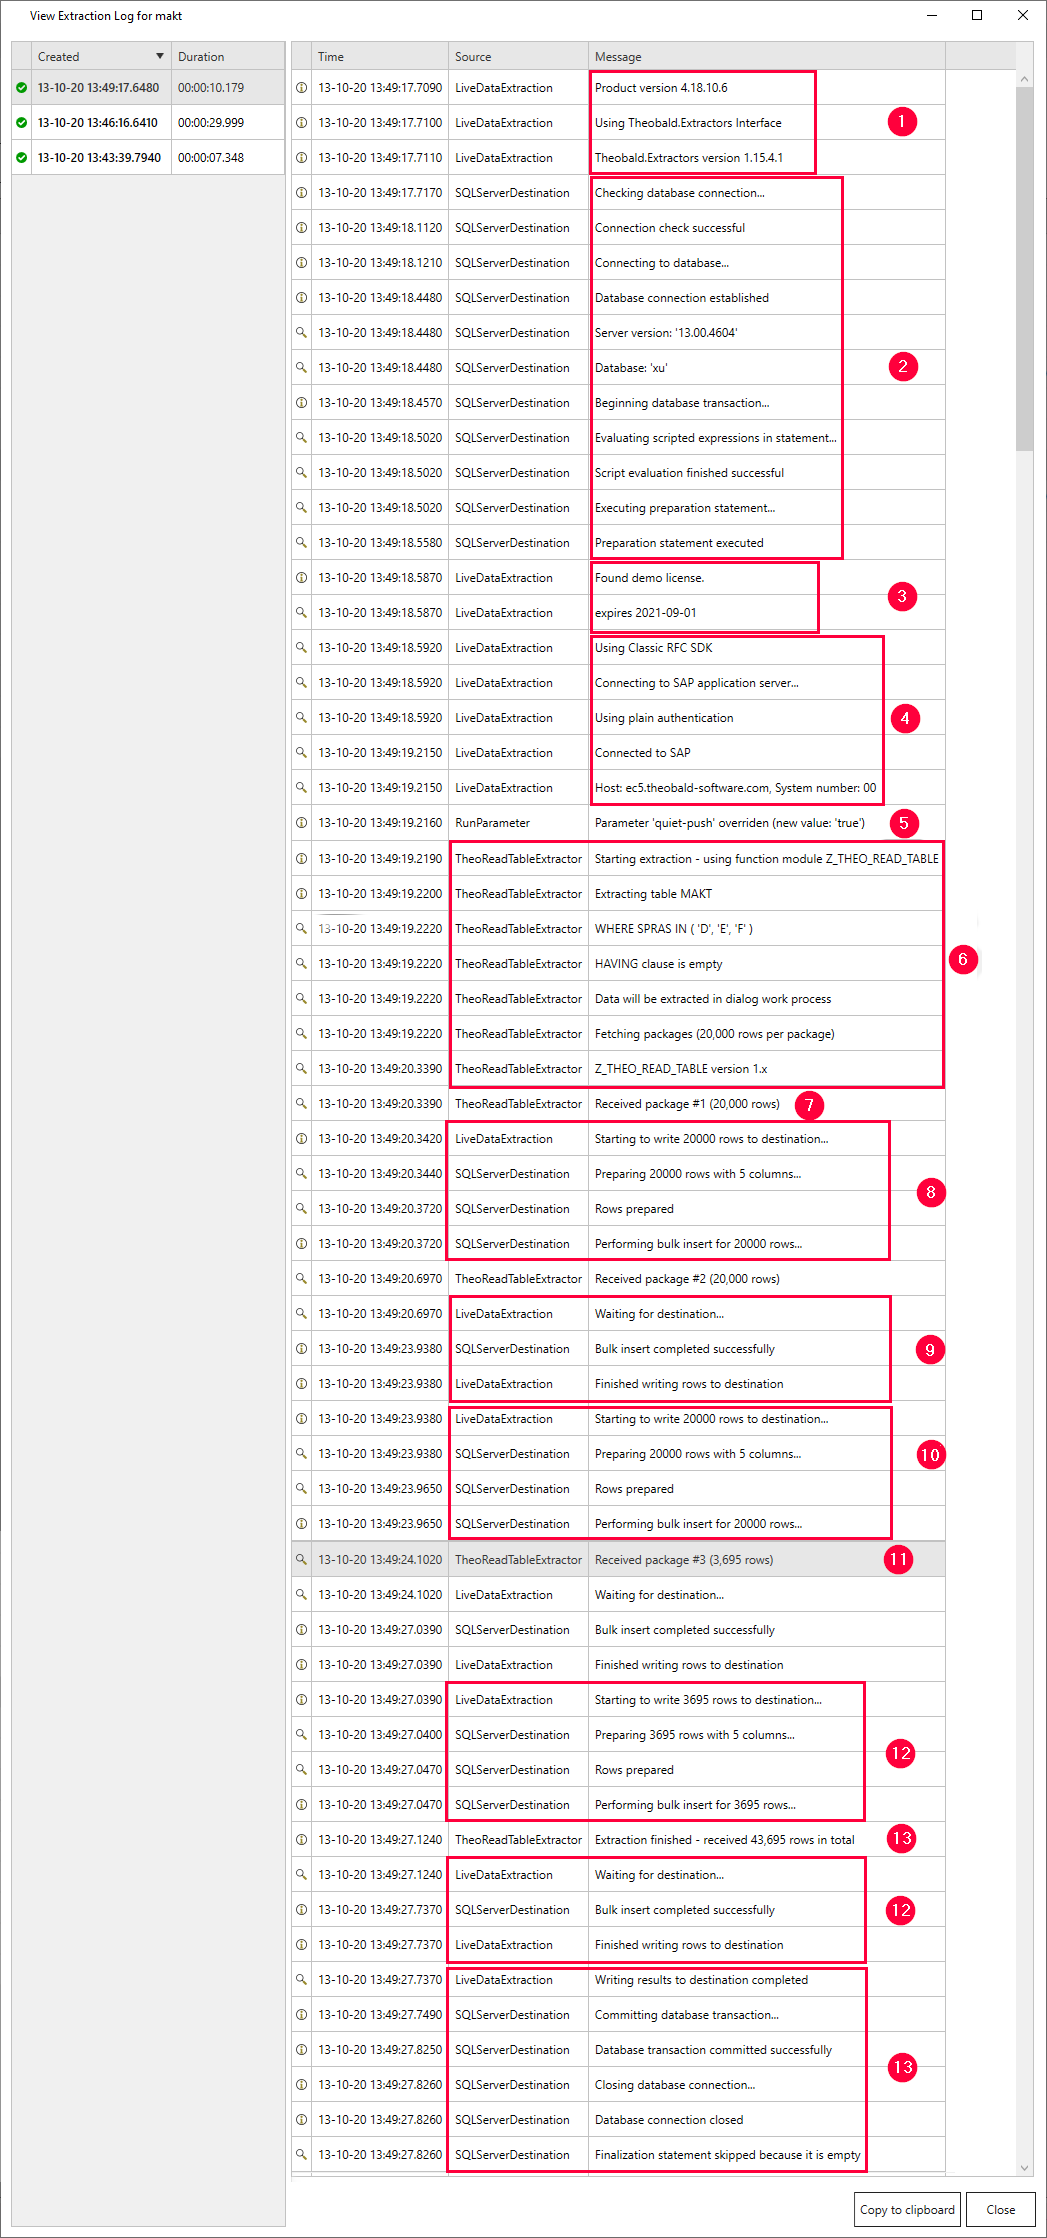 View Extraction Log for makt
Created Duration
13-10-20 13:49:17.6480 00:00:10.179
13-10-20 13:46:16.6410 00:00:29.999
13-10-20 13:43:39.7940 00:00:07.348
Time Source Message
13-10-20 13:49:17.7090 LiveDataExtraction Product version 4.18.10.6
13-10-20 13:49:17.7100 LiveDataExtraction Using Theobald.Extractors Interface 1
13-10-20 13:49:17.7110 LiveDataExtraction Theobald.Extractors version 1.15.4.1
13-10-20 13:49:17.7170 SQLServerDestination Checking database connection...
13-10-20 13:49:18.1120 SQLServerDestination Connection check successful
13-10-20 13:49:18.1210 SQLServerDestination Connecting to database...
13-10-20 13:49:18.4480 SQLServerDestination Database connection established
13-10-20 13:49:18.4480 SQLServerDestination Server version: '13.00.4604'
13-10-20 13:49:18.4480 SQLServerDestination Database: 'xu' 2
13-10-20 13:49:18.4570 SQLServerDestination Beginning database transaction...
13-10-20 13:49:18.5020 SQLServerDestination Evaluating scripted expressions in statement...
13-10-20 13:49:18.5020 SQLServerDestination Script evaluation finished successful
13-10-20 13:49:18.5020 SQLServerDestination Executing preparation statement...
13-10-20 13:49:18.5580 SQLServerDestination Preparation statement executed
13-10-20 13:49:18.5870 LiveDataExtraction Found demo license.
3
13-10-20 13:49:18.5870 LiveDataExtraction expires 2021-09-01
13-10-20 13:49:18.5920 LiveDataExtraction Using Classic RFC SDK
13-10-20 13:49:18.5920 LiveDataExtraction Connecting to SAP application server...
13-10-20 13:49:18.5920 LiveDataExtraction Using plain authentication 4
13-10-20 13:49:19.2150 LiveDataExtraction Connected to SAP
13-10-20 13:49:19.2150 LiveDataExtraction Host: ec5.theobald-software.com, System number: 00
13-10-20 13:49:19.2160 RunParameter Parameter 'quiet-push' overriden (new value: 'true') 5
13-10-20 13:49:19.2190 TheoReadTableExtractor Starting extraction - using function module Z_THEO_READ_TABLE
13-10-20 13:49:19.2200 TheoReadTableExtractor Extracting table MAKT
13-10-20 13:49:19.2220 TheoReadTableExtractor WHERE SPRAS IN ( 'D', 'E', 'F' )
13-10-20 13:49:19.2220 TheoReadTableExtractor HAVING clause is empty 6
13-10-20 13:49:19.2220 TheoReadTableExtractor Data will be extracted in dialog work process
13-10-20 13:49:19.2220 TheoReadTableExtractor Fetching packages (20,000 rows per package)
13-10-20 13:49:20.3390 TheoReadTableExtractor Z_THEO_READ_TABLE version 1.x
13-10-20 13:49:20.3390 TheoReadTableExtractor Received package #1 (20,000 rows) 7
13-10-20 13:49:20.3420 LiveDataExtraction Starting to write 20000 rows to destination...
13-10-20 13:49:20.3440 SQLServerDestination Preparing 20000 rows with 5 columns...
8
13-10-20 13:49:20.3720 SQLServerDestination Rows prepared
13-10-20 13:49:20.3720 SQLServerDestination Performing bulk insert for 20000 rows...
13-10-20 13:49:20.6970 TheoReadTableExtractor Received package #2 (20,000 rows)
13-10-20 13:49:20.6970 LiveDataExtraction Waiting for destination...
13-10-20 13:49:23.9380 SQLServerDestination Bulk insert completed successfully 9
13-10-20 13:49:23.9380 LiveDataExtraction Finished writing rows to destination
13-10-20 13:49:23.9380 LiveDataExtraction Starting to write 20000 rows to destination...
13-10-20 13:49:23.9380 SQLServerDestination Preparing 20000 rows with 5 columns... 10
13-10-20 13:49:23.9650 SQLServerDestination Rows prepared
13-10-20 13:49:23.9650 SQLServerDestination Performing bulk insert for 20000 rows...
13-10-20 13:49:24.1020 TheoReadTableExtractor Received package #3 (3,695 rows) 11
13-10-20 13:49:24.1020 LiveDataExtraction Waiting for destination...
13-10-20 13:49:27.0390 SQLServerDestination Bulk insert completed successfully
13-10-20 13:49:27.0390 LiveDataExtraction Finished writing rows to destination
13-10-20 13:49:27.0390 LiveDataExtraction Starting to write 3695 rows to destination...
13-10-20 13:49:27.0400 SQLServerDestination Preparing 3695 rows with 5 columns...
12
13-10-20 13:49:27.0470 SQLServerDestination Rows prepared
13-10-20 13:49:27.0470 SQLServerDestination Performing bulk insert for 3695 rows...
13-10-20 13:49:27.1240 TheoReadTableExtractor Extraction finished - received 43,695 rows in total 13
13-10-20 13:49:27.1240 LiveDataExtraction Waiting for destination...
13-10-20 13:49:27.7370 SQLServerDestination Bulk insert completed successfully 12
13-10-20 13:49:27.7370 LiveDataExtraction Finished writing rows to destination
13-10-20 13:49:27.7370 LiveDataExtraction Writing results to destination completed
13-10-20 13:49:27.7490 SQLServerDestination Committing database transaction...
13-10-20 13:49:27.8250 SQLServerDestination Database transaction committed successfully
13
13-10-20 13:49:27.8260 SQLServerDestination Closing database connection...
13-10-20 13:49:27.8260 SQLServerDestination Database connection closed
13-10-20 13:49:27.8260 SQLServerDestination Finalization statement skipped because it is empty
Copy to clipboard Close